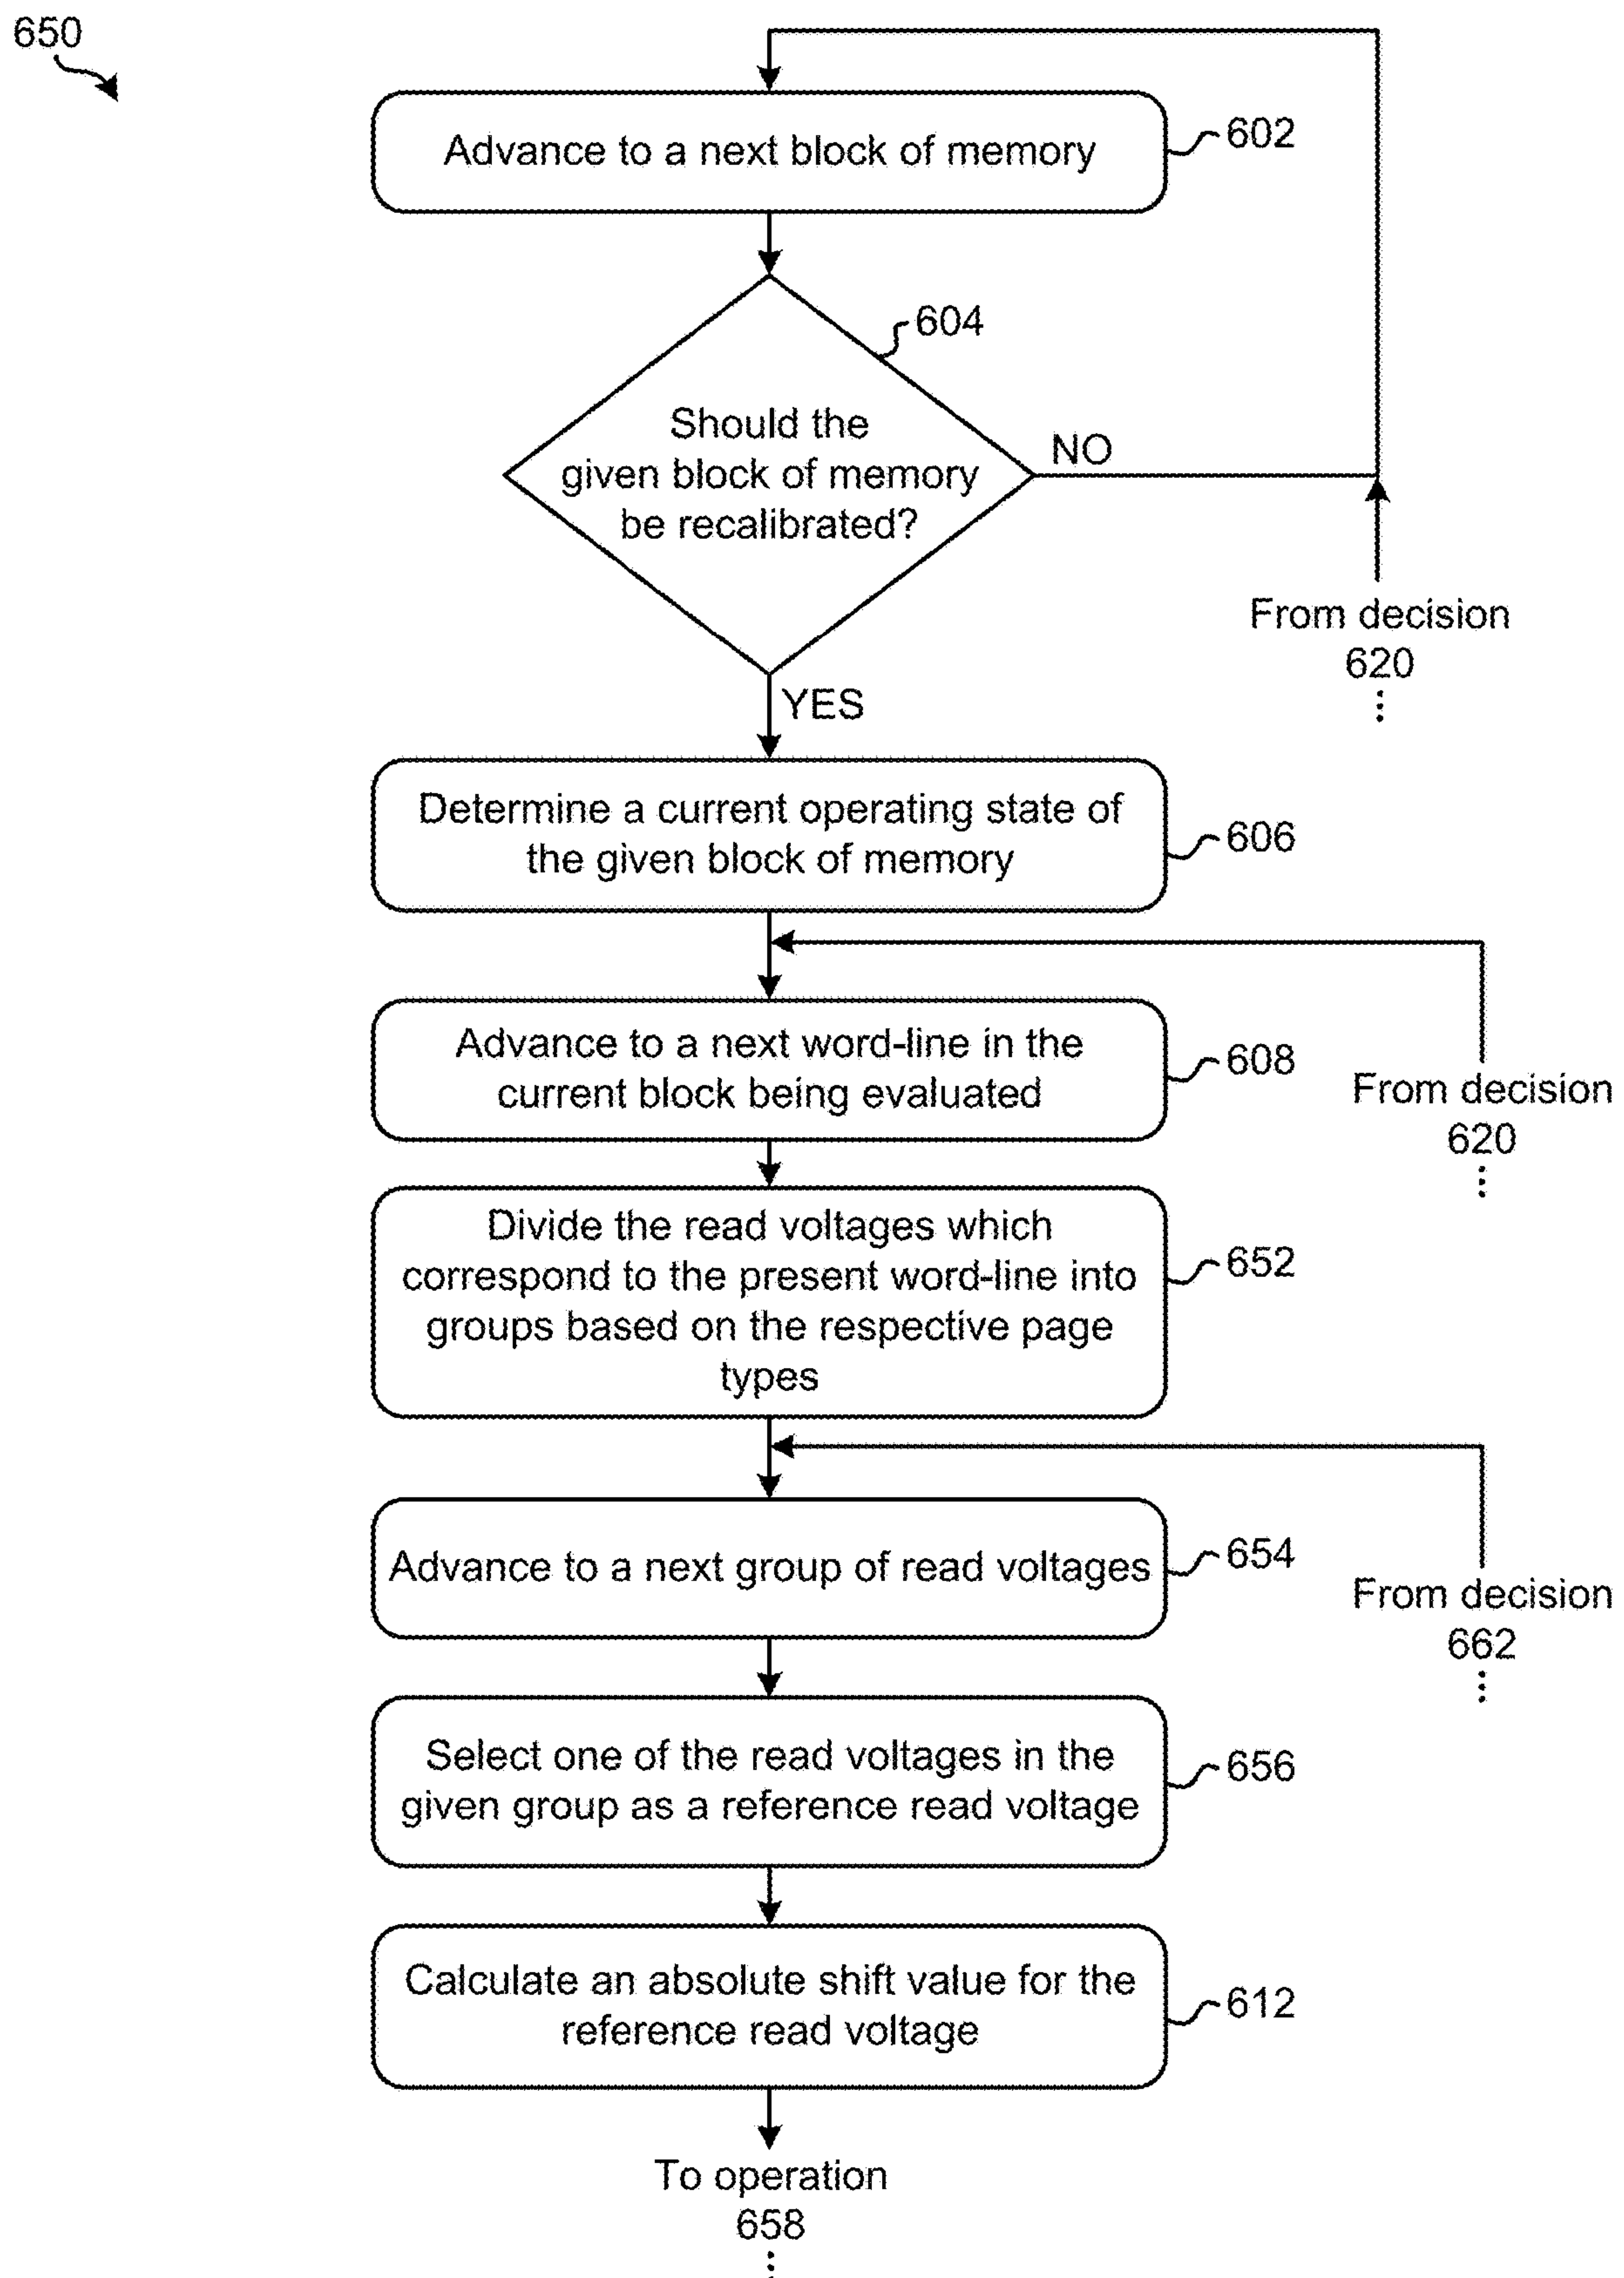 650
Advance to a next block of memory
602
604
Should the
given block of memory
be recalibrated?
NO
From decision
620
YES
Determine a current operating state of
the given block of memory
606
Advance to a next word-line in the
current block being evaluated
608
From decision
620
Divide the read voltages which
correspond to the present word-line into
groups based on the respective page
types
652
Advance to a next group of read voltages
654
From decision
662
Select one of the read voltages in the
given group as a reference read voltage
656
Calculate an absolute shift value for the
reference read voltage
612
To operation
658